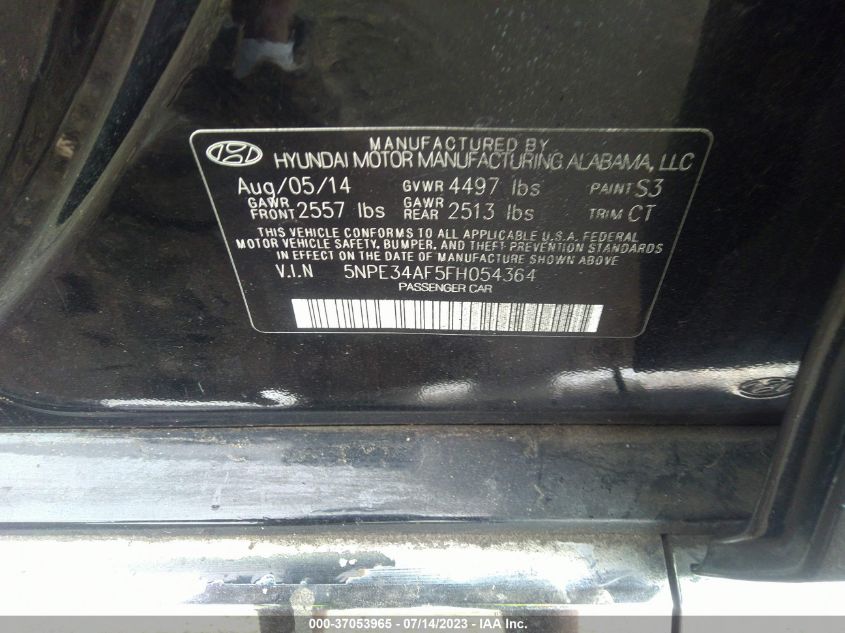 MANUFACTURED BY
HYUNDAI MOTOR MANUFACTURING ALABAMA, LLC
Aug/05/14 GVWR 4497 lbs PAINT S3
GAWR FRONT 2557 lbs GAWR REAR 2513 lbs TRIM CT
THIS VEHICLE CONFORMS TO ALL APPLICABLE U.S.A. FEDERAL
MOTOR VEHICLE SAFETY, BUMPER, AND THEFT PREVENTION STANDARDS
IN EFFECT ON THE DATE OF MANUFACTURE SHOWN ABOVE
V.I.N 5NPE34AF5FH054364
PASSENGER CAR
000-37053965 - 07/14/2023 - IAA Inc.